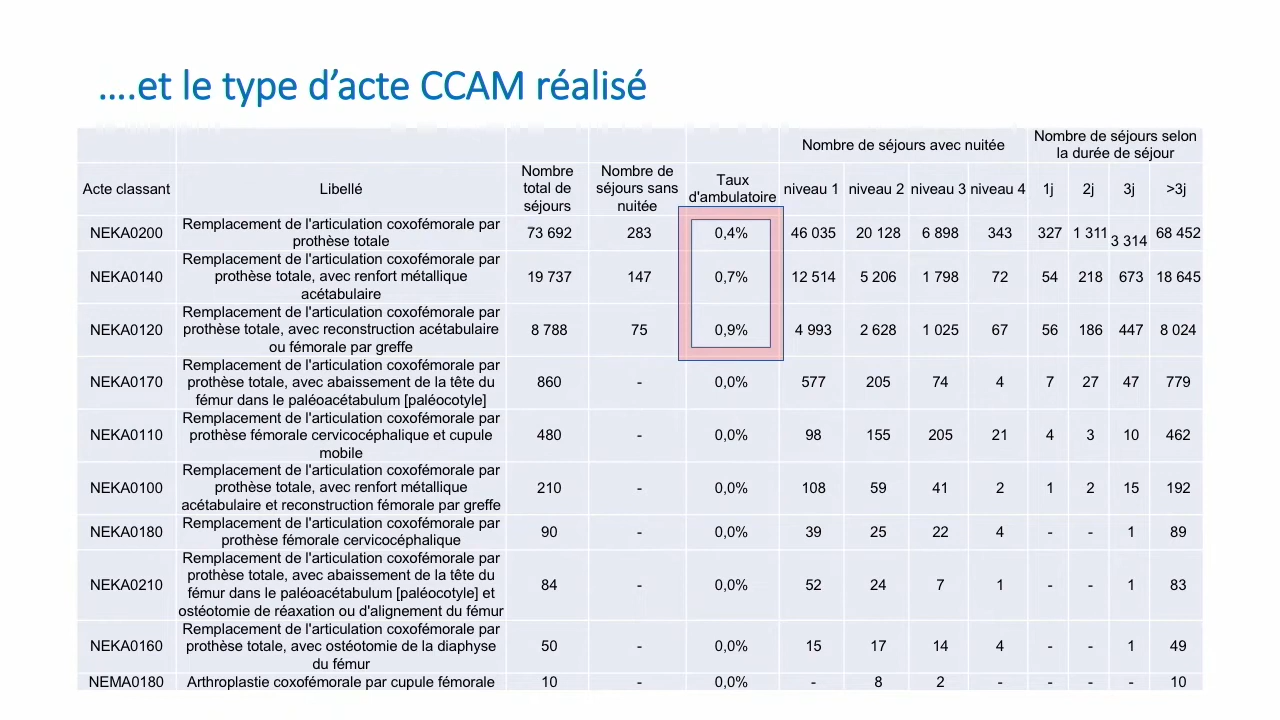 ….et le type d’acte CCAM réalisé
Nombre de séjours avec nuitée
Nombre de séjours selon
la durée de séjour
Acte classant
Libellé
Nombre
total de
séjours
Nombre de
séjours sans
nuitée
Taux
d'ambulatoire
niveau 1 niveau 2 niveau 3 niveau 4 1j 2j 3j >3j
NEKA0200
Remplacement de l'articulation coxofémorale par
prothèse totale
73 692 283 0,4% 46 035 20 128 6 898 343 327 1 311 3 314 68 452
NEKA0140
Remplacement de l'articulation coxofémorale par
prothèse totale, avec renfort métallique
acétabulaire
19 737 147 0,7% 12 514 5 206 1 798 72 54 218 673 18 645
NEKA0120
Remplacement de l'articulation coxofémorale par
prothèse totale, avec reconstruction acétabulaire
ou fémorale par greffe
8 788 75 0,9% 4 993 2 628 1 025 67 56 186 447 8 024
NEKA0170
Remplacement de l'articulation coxofémorale par
prothèse totale, avec abaissement de la tête du
fémur dans le paléoacétabulum [paléocotyle]
860 - 0,0% 577 205 74 4 7 27 47 779
NEKA0110
Remplacement de l'articulation coxofémorale par
prothèse fémorale cervicocéphalique et cupule
mobile
480 - 0,0% 98 155 205 21 4 3 10 462
NEKA0100
Remplacement de l'articulation coxofémorale par
prothèse totale, avec renfort métallique
acétabulaire et reconstruction fémorale par greffe
210 - 0,0% 108 59 41 2 1 2 15 192
NEKA0180
Remplacement de l'articulation coxofémorale par
prothèse fémorale cervicocéphalique
90 - 0,0% 39 25 22 4 - - 1 89
NEKA0210
Remplacement de l'articulation coxofémorale par
prothèse totale, avec abaissement de la tête du
fémur dans le paléoacétabulum [paléocotyle] et
ostéotomie de réaxation ou d'alignement du fémur
84 - 0,0% 52 24 7 1 - - 1 83
NEKA0160
Remplacement de l'articulation coxofémorale par
prothèse totale, avec ostéotomie de la diaphyse
du fémur
50 - 0,0% 15 17 14 4 - - 1 49
NEMA0180
Arthroplastie coxofémorale par cupule fémorale
10 - 0,0% - 8 2 - - - - 10